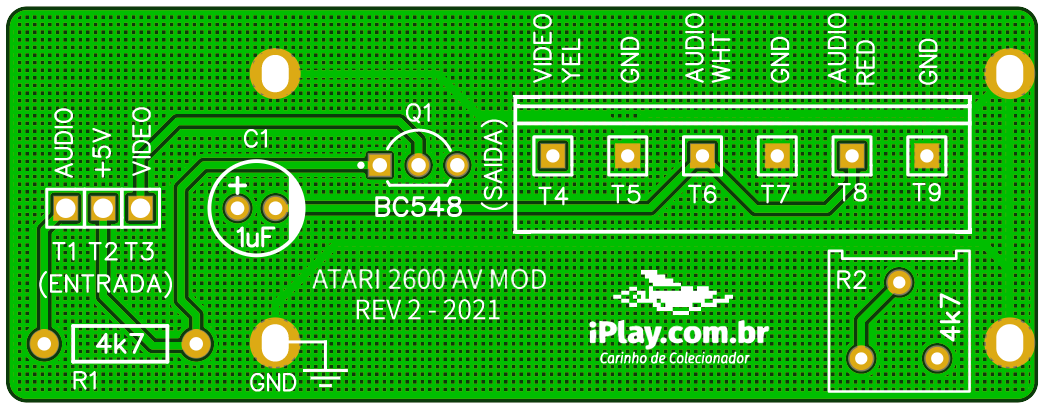 VIDEO YEL
GND
AUDIO WHT
GND
AUDIO RED
GND
AUDIO
+5V
VIDEO
C1
+
1uF
Q1
BC548
(SAIDA)
T4 T5 T6 T7 T8 T9
T1 T2 T3
(ENTRADA)
4k7
R1
ATARI 2600 AV MOD
REV 2 - 2021
GND
iPlay.com.br
Carinho de Colecionador
R2
4k7